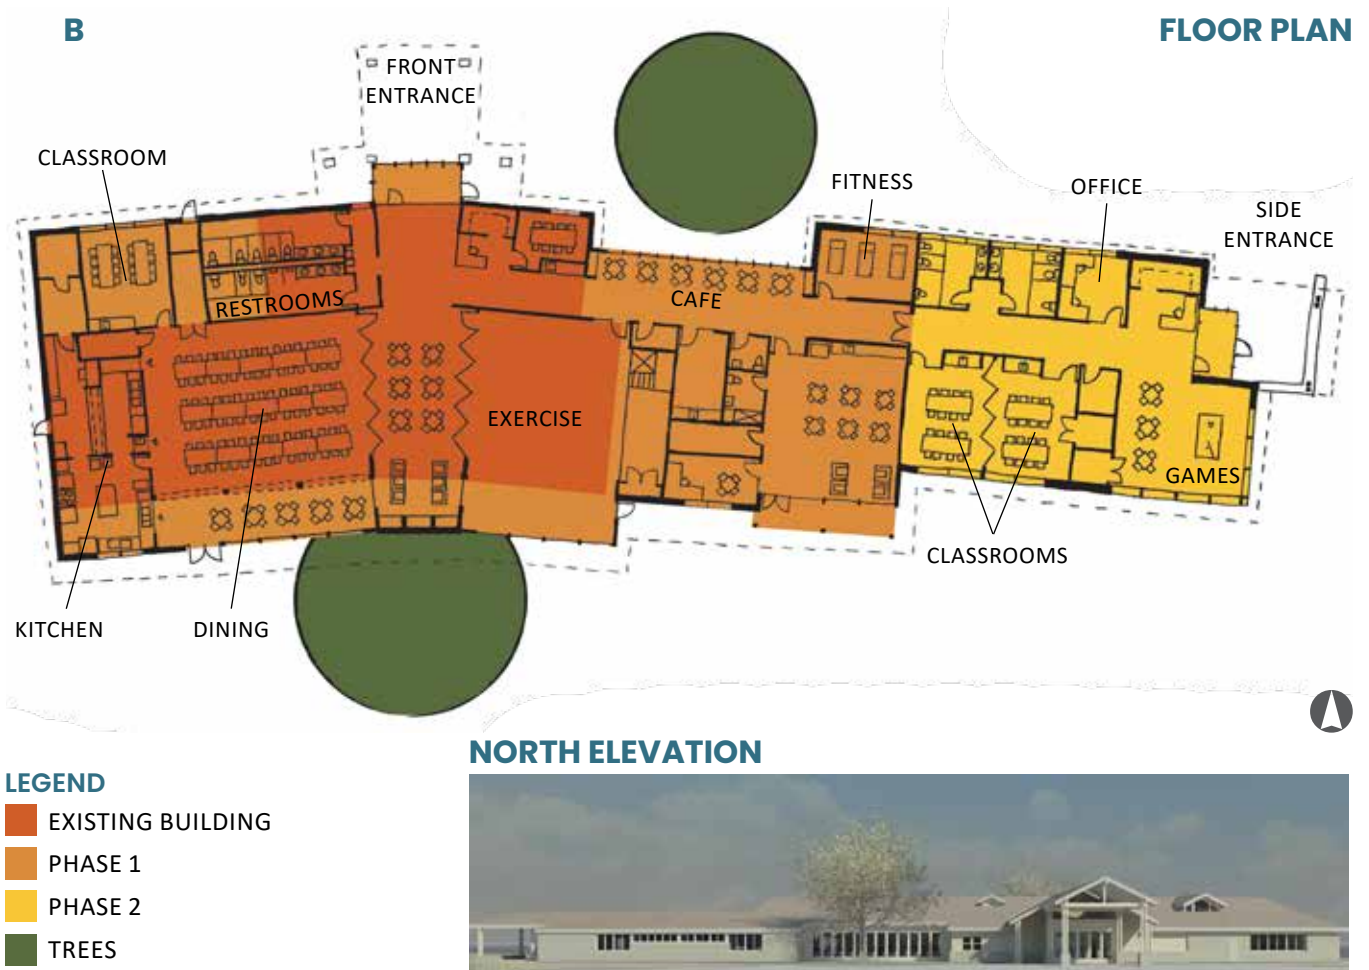 B
FLOOR PLAN
FRONT
ENTRANCE
CLASSROOM
FITNESS
OFFICE
SIDE
ENTRANCE
RESTROOMS
CAFE
EXERCISE
GAMES
CLASSROOMS
KITCHEN
DINING
NORTH ELEVATION
LEGEND
EXISTING BUILDING
PHASE 1
PHASE 2
TREES